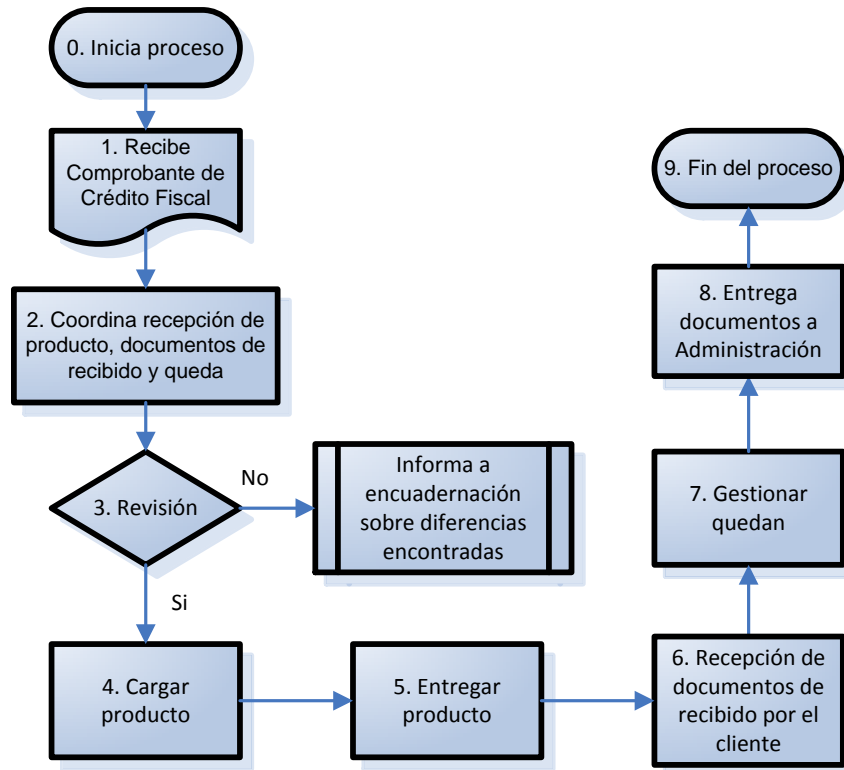 0. Inicia proceso
1. Recibe
Comprobante de
Crédito Fiscal
2. Coordina recepción de
producto, documentos de
recibido y queda
3. Revisión
No
Informa a
encuadernación
sobre diferencias
encontradas
Si
4. Cargar
producto
5. Entregar
producto
6. Recepción de
documentos de
recibido por el
cliente
7. Gestionar
quedan
8. Entrega
documentos a
Administración
9. Fin del proceso